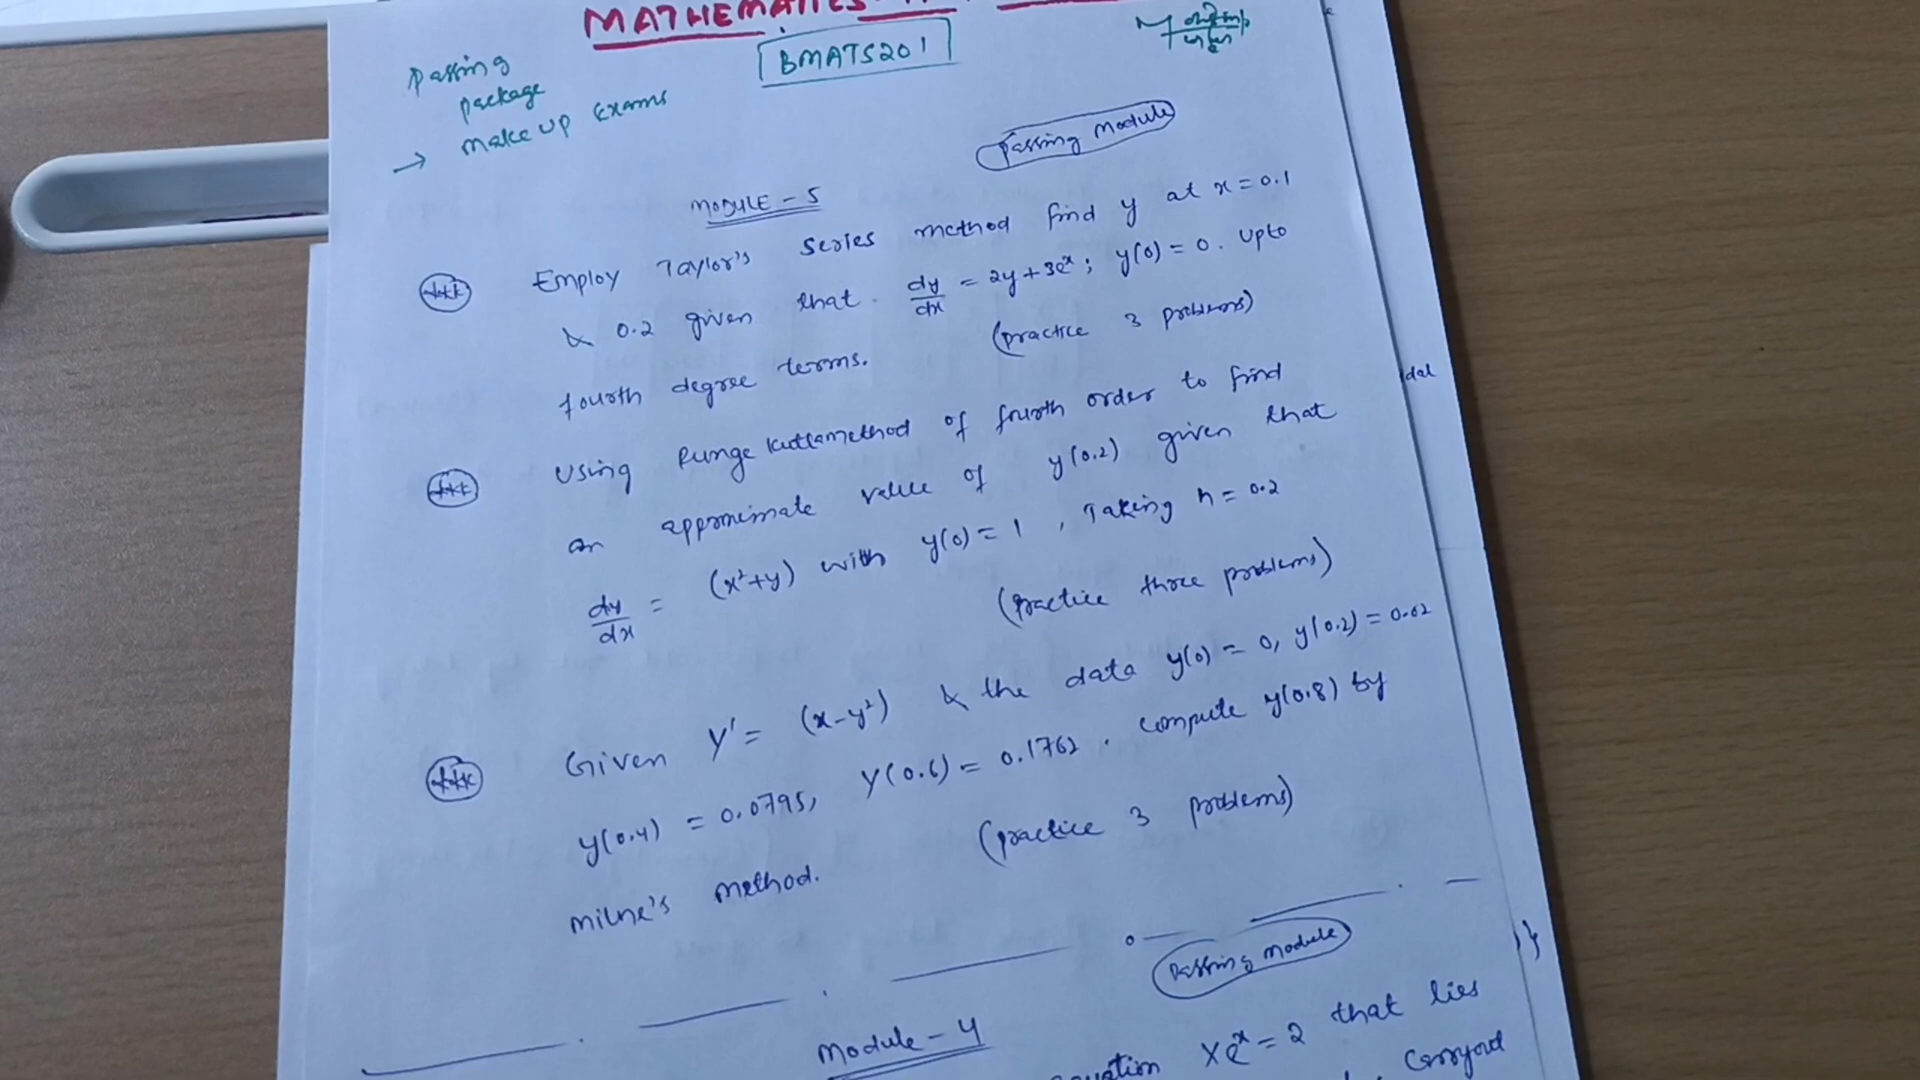 MATHEMATICS
BMATS201
Passing
package
→ make up exams
Passing module
MODULE - 5
Employ Taylor's series method find y at x = 0.1
& 0.2 given that dy/dx = 2y + 3eˣ ; y(0) = 0. upto
fourth degree terms. (practice 3 problems)
Using Runge kuttamethod of fourth order to find
an approximate value of y(0.2) given that
dy/dx = (x²+y) with y(0) = 1 , Taking h = 0.2
(practice three problems)
Given y' = (x-y²) & the data y(0) = 0, y(0.2) = 0.02
y(0.4) = 0.0795, y(0.6) = 0.1762 . compute y(0.8) by
milne's method. (practice 3 problems)
Passing module
Module - 4
xeˣ = 2 that lies